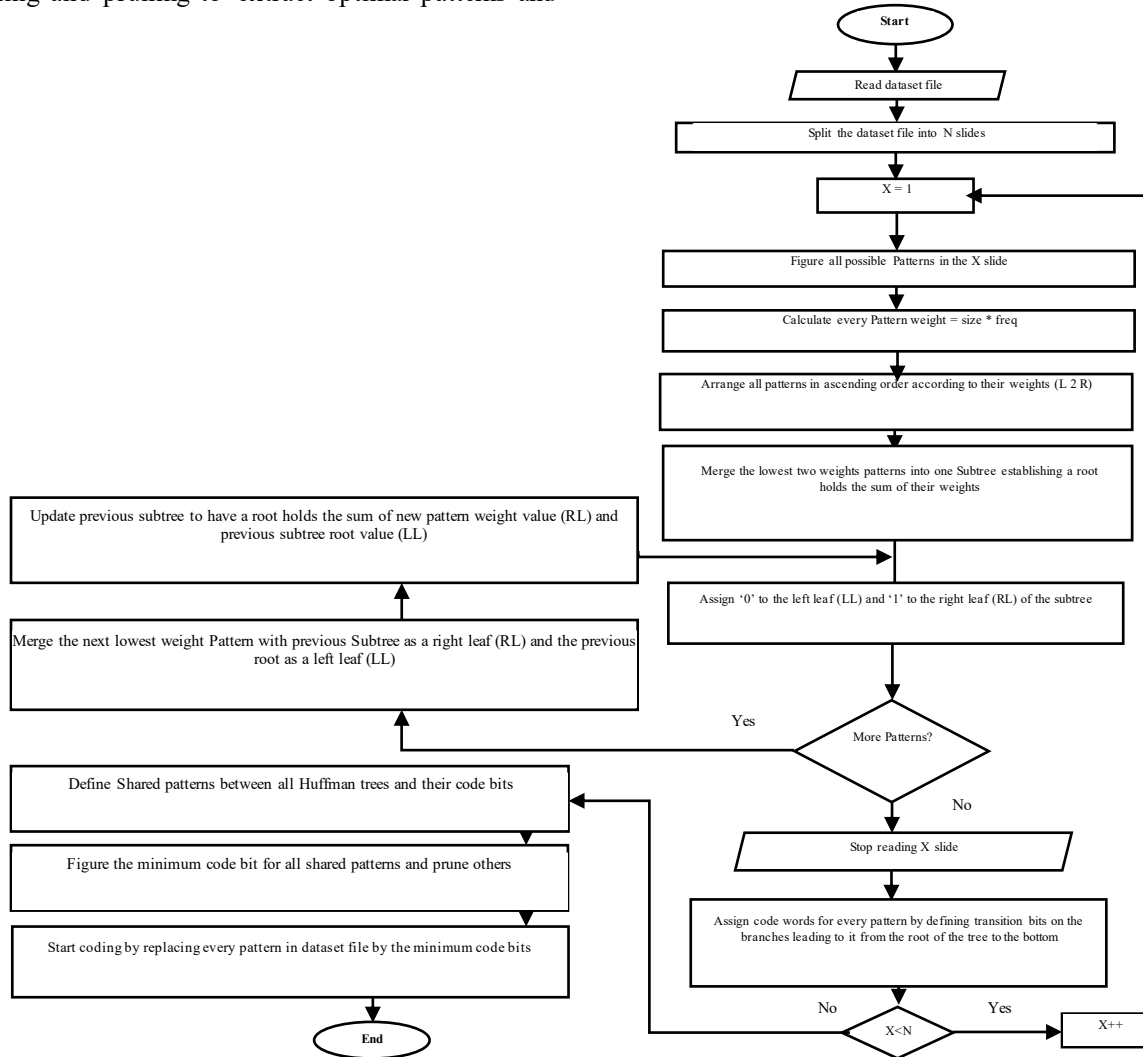 ing and pruning to extract optimal patterns and
Start
Read dataset file
Split the dataset file into N slides
X = 1
Figure all possible Patterns in the X slide
Calculate every Pattern weight = size * freq
Arrange all patterns in ascending order according to their weights (L 2 R)
Merge the lowest two weights patterns into one Subtree establishing a root
holds the sum of their weights
Update previous subtree to have a root holds the sum of new pattern weight value (RL) and
previous subtree root value (LL)
Assign ‘0’ to the left leaf (LL) and ‘1’ to the right leaf (RL) of the subtree
Merge the next lowest weight Pattern with previous Subtree as a right leaf (RL) and the previous
root as a left leaf (LL)
Yes
More Patterns?
No
Define Shared patterns between all Huffman trees and their code bits
Stop reading X slide
Figure the minimum code bit for all shared patterns and prune others
Assign code words for every pattern by defining transition bits on the
branches leading to it from the root of the tree to the bottom
Start coding by replacing every pattern in dataset file by the minimum code bits
No
Yes
X<N
X++
End